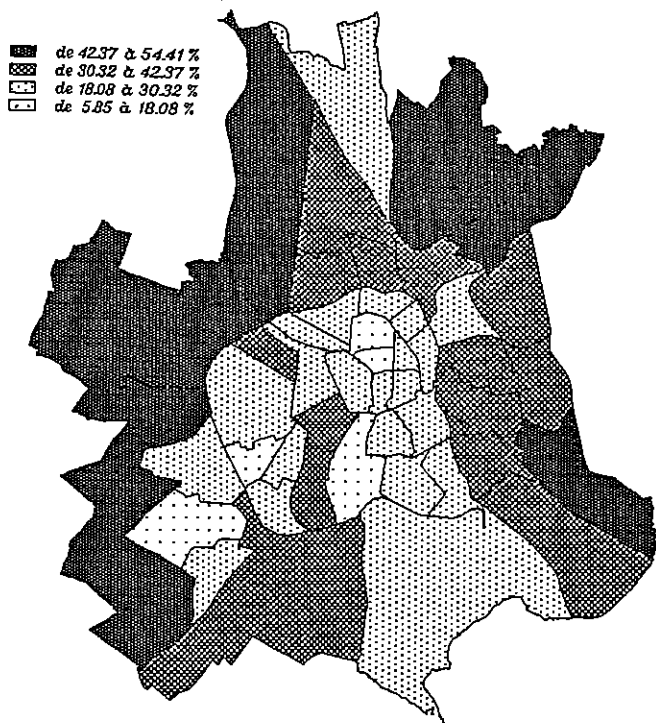 de 42.37 à 54.41 %
de 30.32 à 42.37 %
de 18.08 à 30.32 %
de 5.85 à 18.08 %